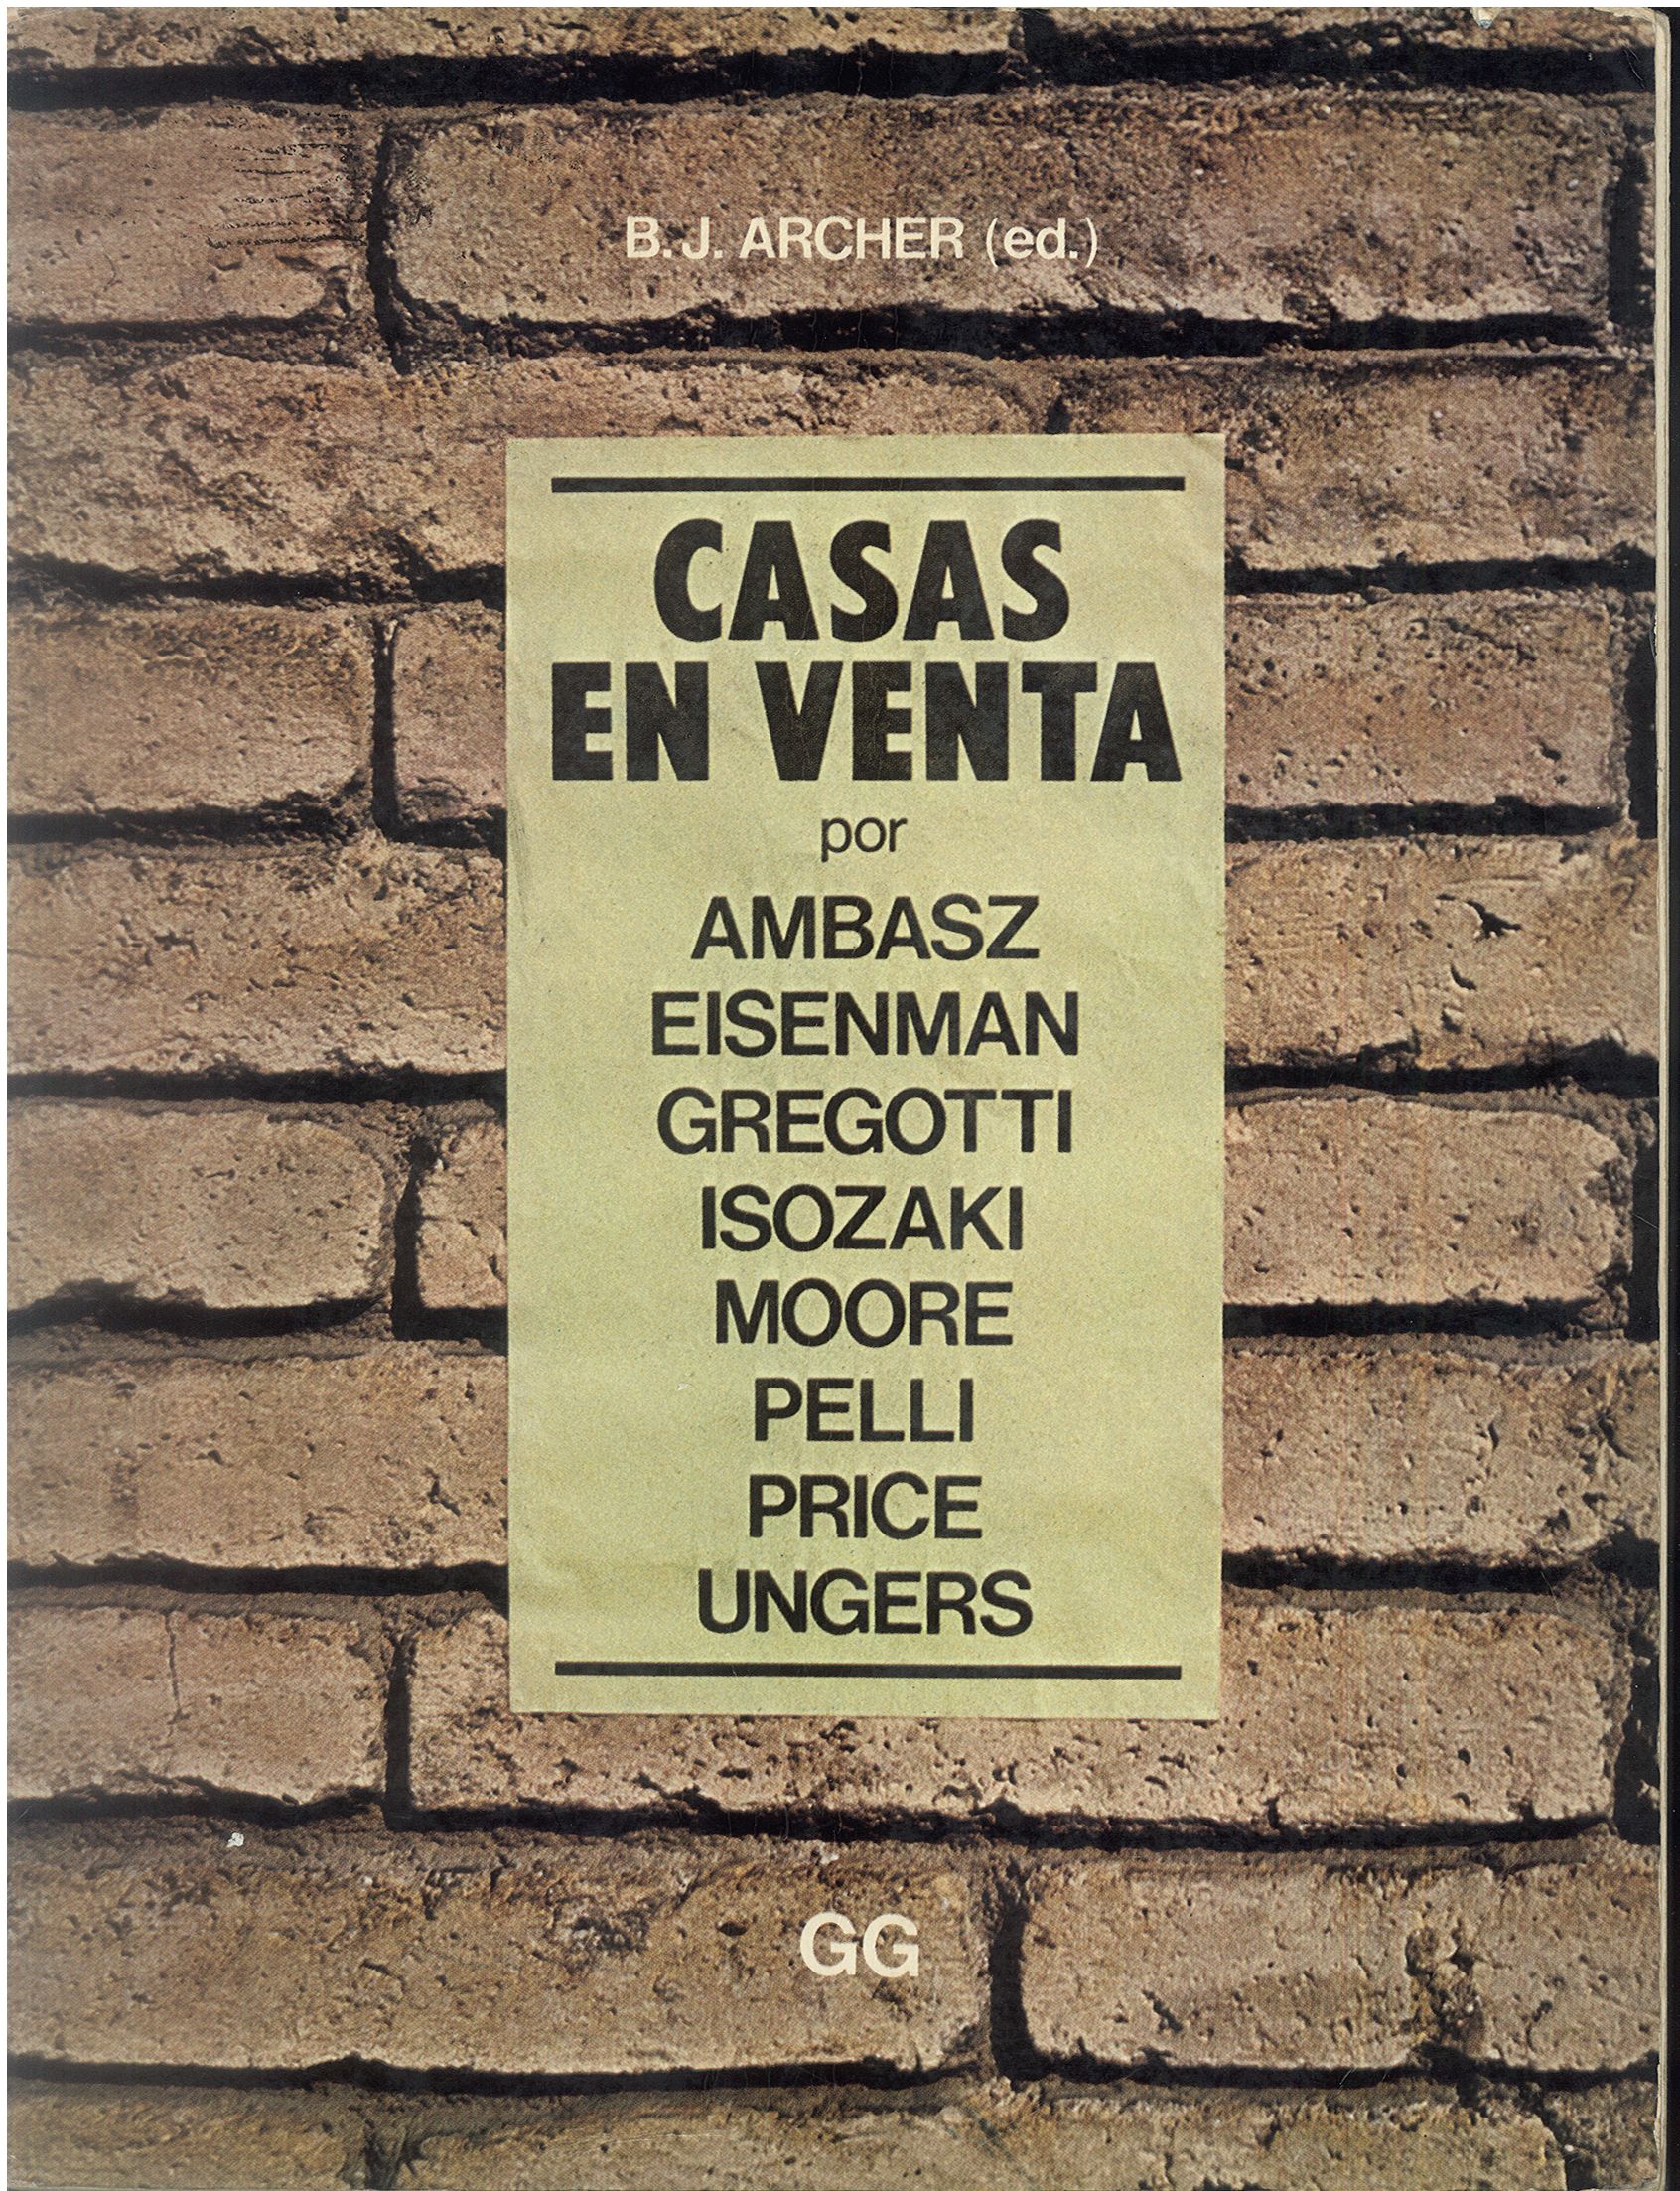 B.J. ARCHER (ed.)
CASAS
EN VENTA
por
AMBASZ
EISENMAN
GREGOTTI
ISOZAKI
MOORE
PELLI
PRICE
UNGERS
GG